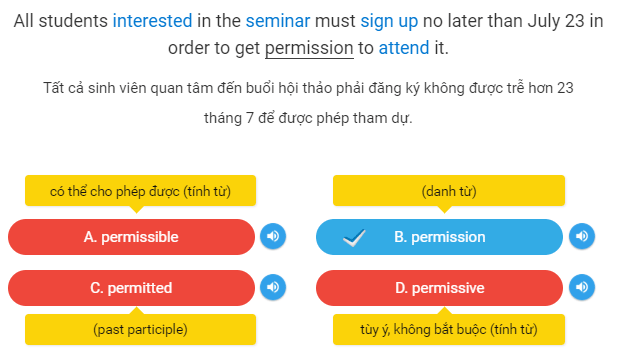 All students interested in the seminar must sign up no later than July 23 in
order to get permission to attend it.
Tất cả sinh viên quan tâm đến buổi hội thảo phải đăng ký không được trễ hơn 23
tháng 7 để được phép tham dự.
có thể cho phép được (tính từ)
(danh từ)
A. permissible
B. permission
C. permitted
D. permissive
(past participle)
tùy ý, không bắt buộc (tính từ)